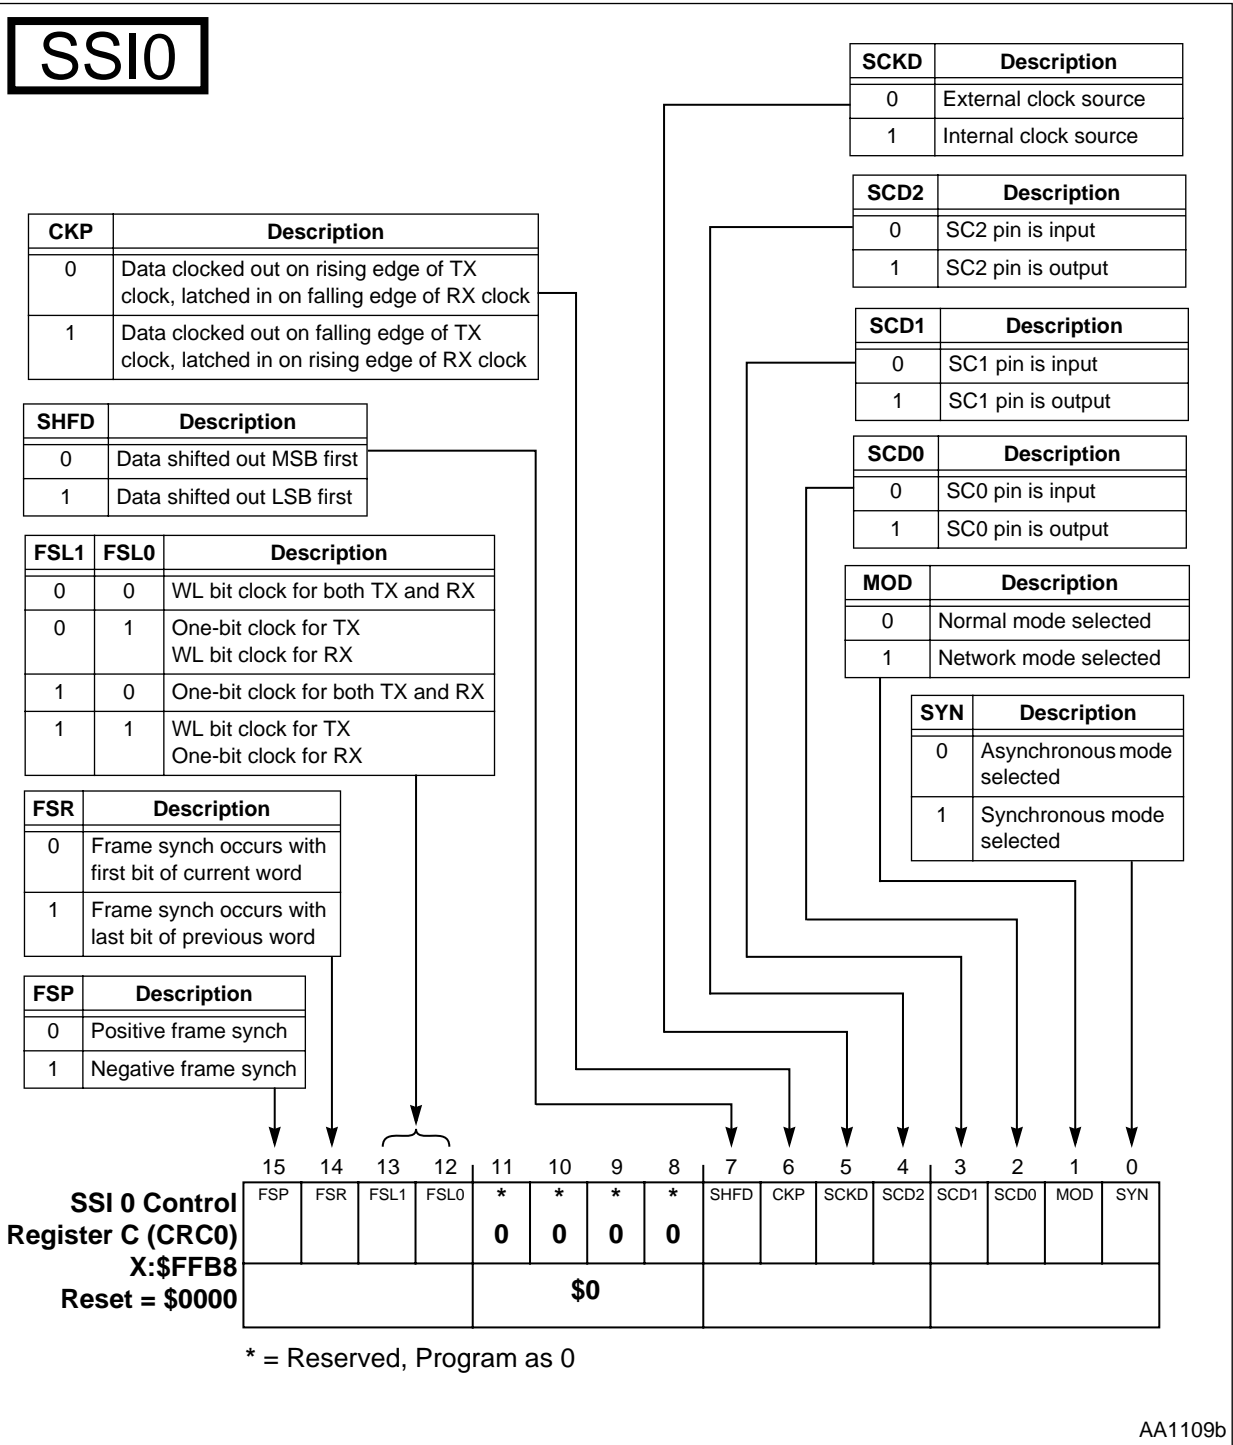 SSI0
SCKD Description
0 External clock source
1 Internal clock source
SCD2 Description
0 SC2 pin is input
1 SC2 pin is output
CKP Description
0 Data clocked out on rising edge of TX
clock, latched in on falling edge of RX clock
1 Data clocked out on falling edge of TX
clock, latched in on rising edge of RX clock
SCD1 Description
0 SC1 pin is input
1 SC1 pin is output
SHFD Description
0 Data shifted out MSB first
1 Data shifted out LSB first
SCD0 Description
0 SC0 pin is input
1 SC0 pin is output
FSL1 FSL0 Description
0 0 WL bit clock for both TX and RX
0 1 One-bit clock for TX
WL bit clock for RX
1 0 One-bit clock for both TX and RX
1 1 WL bit clock for TX
One-bit clock for RX
MOD Description
0 Normal mode selected
1 Network mode selected
SYN Description
0 Asynchronous mode
selected
1 Synchronous mode
selected
FSR Description
0 Frame synch occurs with
first bit of current word
1 Frame synch occurs with
last bit of previous word
FSP Description
0 Positive frame synch
1 Negative frame synch
15 14 13 12 11 10 9 8 7 6 5 4 3 2 1 0
FSP FSR FSL1 FSL0 * * * * SHFD CKP SCKD SCD2 SCD1 SCD0 MOD SYN
0 0 0 0
$0
SSI 0 Control
Register C (CRC0)
X:$FFB8
Reset = $0000
* = Reserved, Program as 0
AA1109b